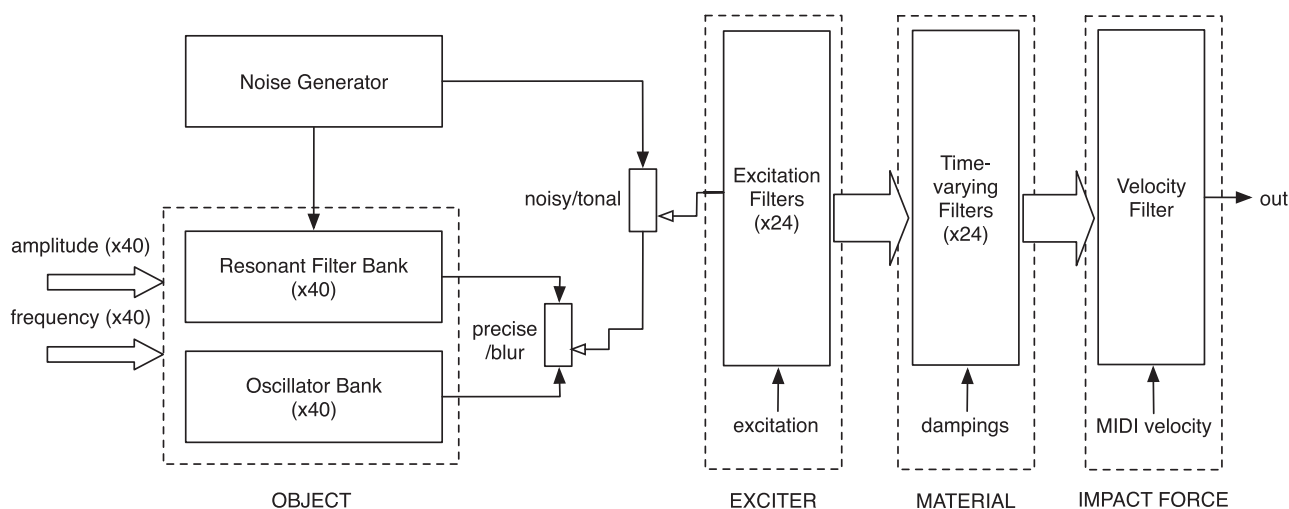 Noise Generator
noisy/tonal
amplitude (x40)
frequency (x40)
Resonant Filter Bank
(x40)
precise
/blur
Oscillator Bank
(x40)
OBJECT
Excitation
Filters
(x24)
excitation
EXCITER
Time-
varying
Filters
(x24)
dampings
MATERIAL
Velocity
Filter
MIDI velocity
IMPACT FORCE
out